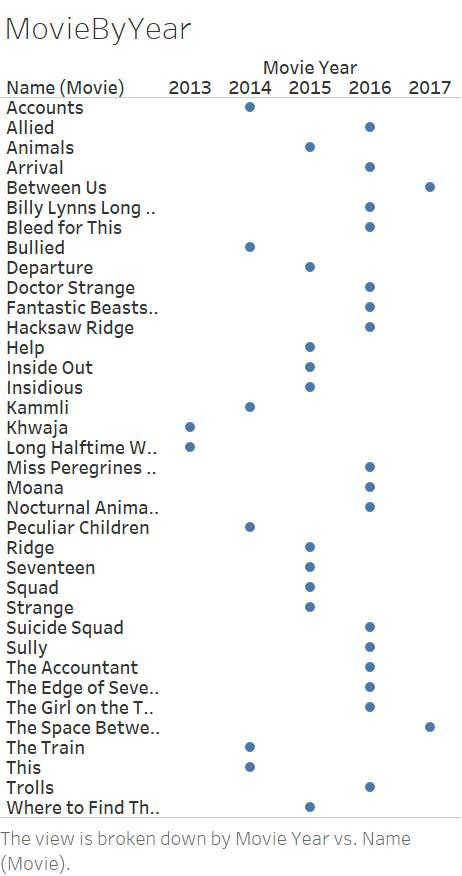 MovieByYear
Movie Year
Name (Movie) 2013 2014 2015 2016 2017
Accounts
Allied
Animals
Arrival
Between Us
Billy Lynns Long ..
Bleed for This
Bullied
Departure
Doctor Strange
Fantastic Beasts..
Hacksaw Ridge
Help
Inside Out
Insidious
Kammli
Khwaja
Long Halftime W..
Miss Peregrines ..
Moana
Nocturnal Anima..
Peculiar Children
Ridge
Seventeen
Squad
Strange
Suicide Squad
Sully
The Accountant
The Edge of Seve..
The Girl on the T..
The Space Betwe..
The Train
This
Trolls
Where to Find Th..
The view is broken down by Movie Year vs. Name
(Movie).